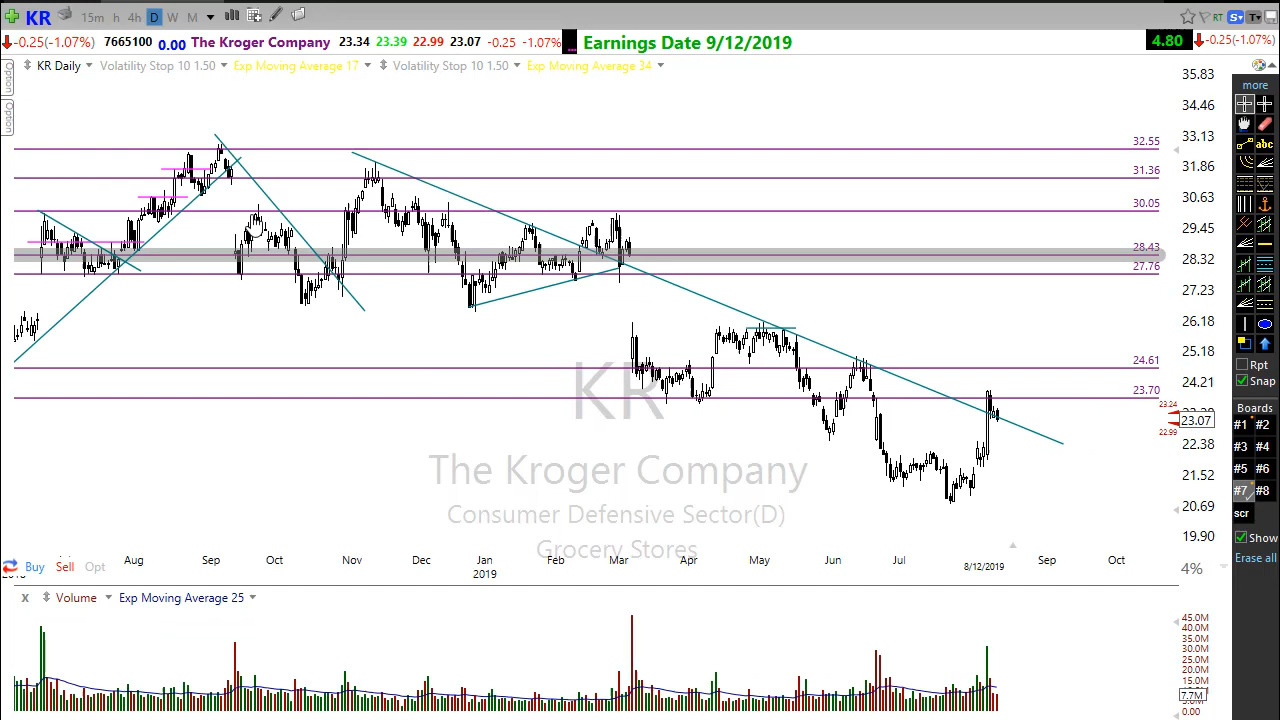 KR 15m h 4h D W M RT S T
-0.25(-1.07%) 7665100 0.00 The Kroger Company 23.34 23.39 22.99 23.07 -0.25 -1.07% ... Earnings Date 9/12/2019 4.80 -0.25(-1.07%)
Option
Option
KR Daily Volatility Stop 10 1.50 Exp Moving Average 17 Volatility Stop 10 1.50 Exp Moving Average 34
35.83
34.46
33.13
31.86
30.63
29.45
28.32
27.23
26.18
25.18
24.21
23.07
22.38
21.52
20.69
19.90
32.55
31.36
30.05
28.43
27.76
24.61
23.70
23.24
22.99
KR
The Kroger Company
Consumer Defensive Sector(D)
Grocery Stores
Buy Sell Opt
Aug Sep Oct Nov Dec Jan Feb Mar Apr May Jun Jul 8/12/2019 Sep Oct
2019
4%
x Volume Exp Moving Average 25
45.0M
40.0M
35.0M
30.0M
25.0M
20.0M
15.0M
7.7M
5.0M
0.00
more
abc
Rpt
Snap
Boards
#1 #2
#3 #4
#5 #6
#7 #8
scr
Show
Erase all